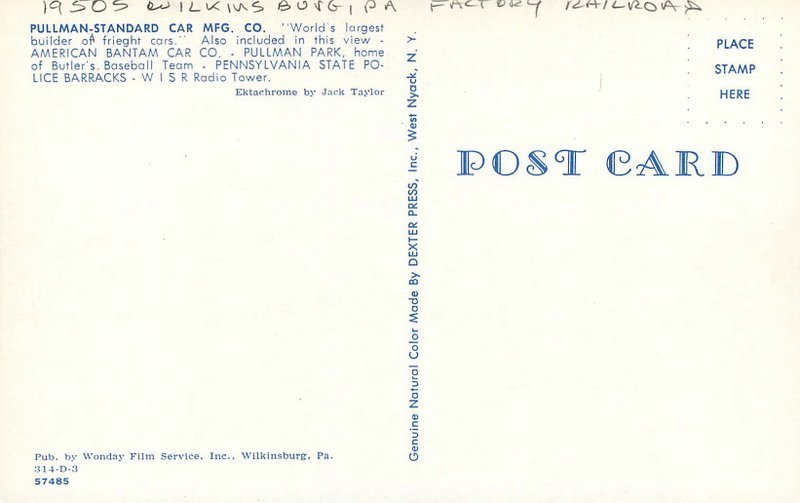 1950S WILKINSBURG, PA FACTORY RAILROAD
PULLMAN-STANDARD CAR MFG. CO. "World's largest
builder of frieght cars." Also included in this view -
AMERICAN BANTAM CAR CO. - PULLMAN PARK, home
of Butler's. Baseball Team - PENNSYLVANIA STATE PO-
LICE BARRACKS - W I S R Radio Tower.
Ektachrome by Jack Taylor
Genuine Natural Color Made By DEXTER PRESS, Inc., West Nyack, N. Y.
PLACE
STAMP
HERE
POST CARD
Pub. by Wonday Film Service, Inc., Wilkinsburg, Pa.
314-D-3
57485